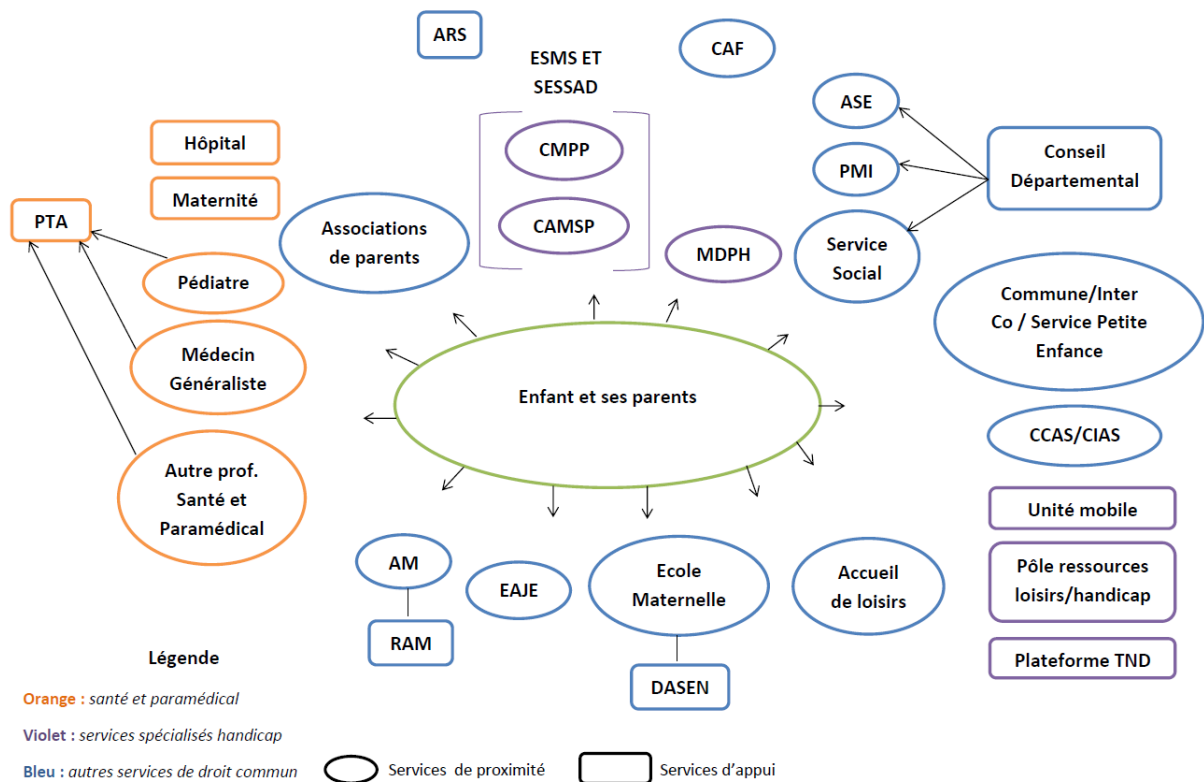 ARS
ESMS ET
SESSAD
CAF
ASE
Hôpital
CMPP
Conseil
Départemental
PMI
Maternité
PTA
Associations
de parents
CAMSP
MDPH
Service
Social
Pédiatre
Commune/Inter
Co / Service Petite
Enfance
Médecin
Généraliste
Enfant et ses parents
CCAS/CIAS
Autre prof.
Santé et
Paramédical
Unité mobile
AM
EAJE
Ecole
Maternelle
Accueil
de loisirs
Pôle ressources
loisirs/handicap
RAM
Plateforme TND
DASEN
Légende
Orange : santé et paramédical
Violet : services spécialisés handicap
Bleu : autres services de droit commun
Services de proximité
Services d'appui